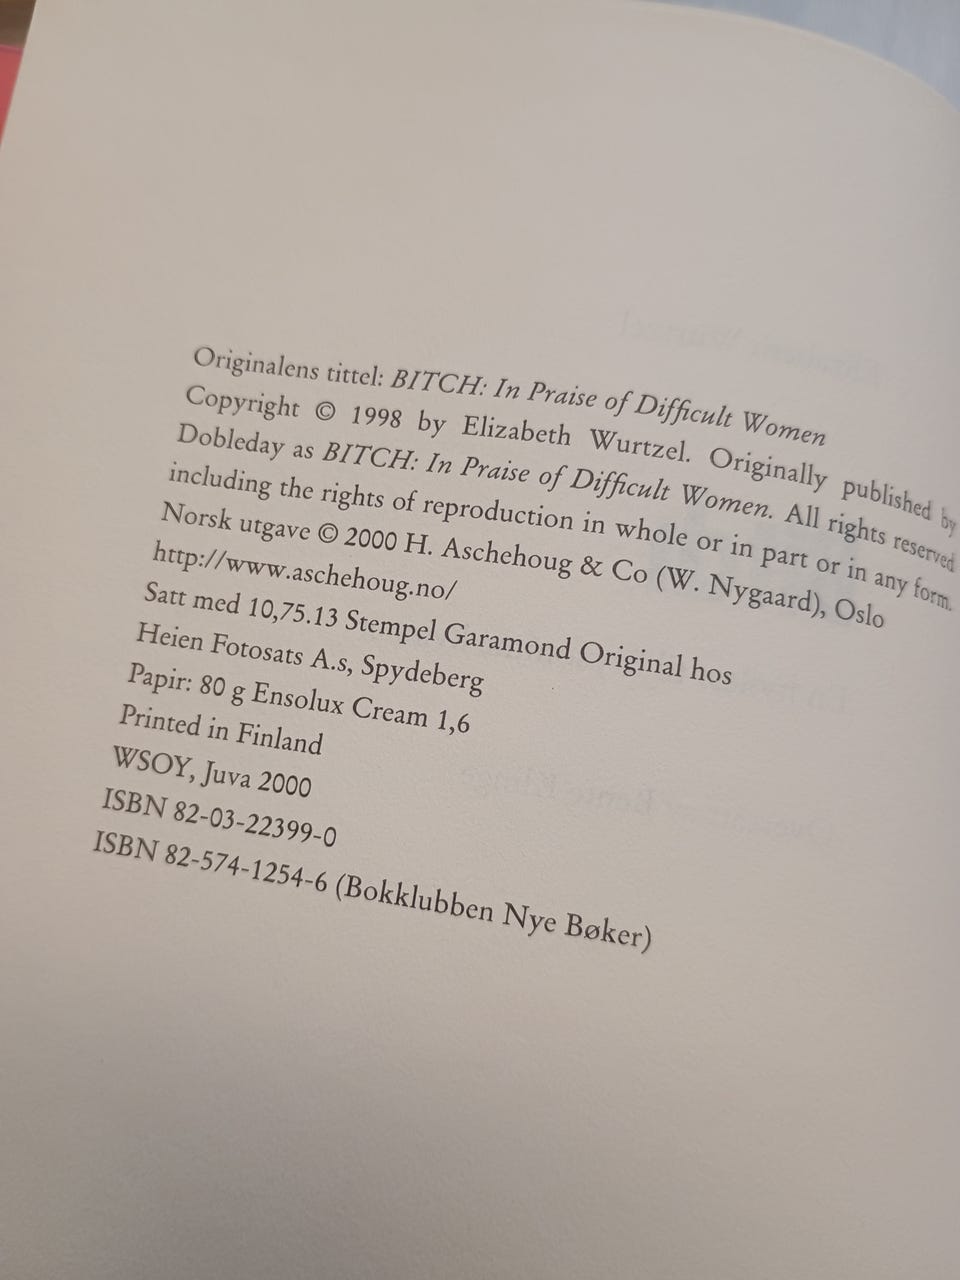 Originalens tittel: BITCH: In Praise of Difficult Women
Copyright © 1998 by Elizabeth Wurtzel. Originally published by
Dobleday as BITCH: In Praise of Difficult Women. All rights reserved
including the rights of reproduction in whole or in part or in any form.
Norsk utgave © 2000 H. Aschehoug & Co (W. Nygaard), Oslo
http://www.aschehoug.no/
Satt med 10,75.13 Stempel Garamond Original hos
Heien Fotosats A.s, Spydeberg
Papir: 80 g Ensolux Cream 1,6
Printed in Finland
WSOY, Juva 2000
ISBN 82-03-22399-0
ISBN 82-574-1254-6 (Bokklubben Nye Bøker)